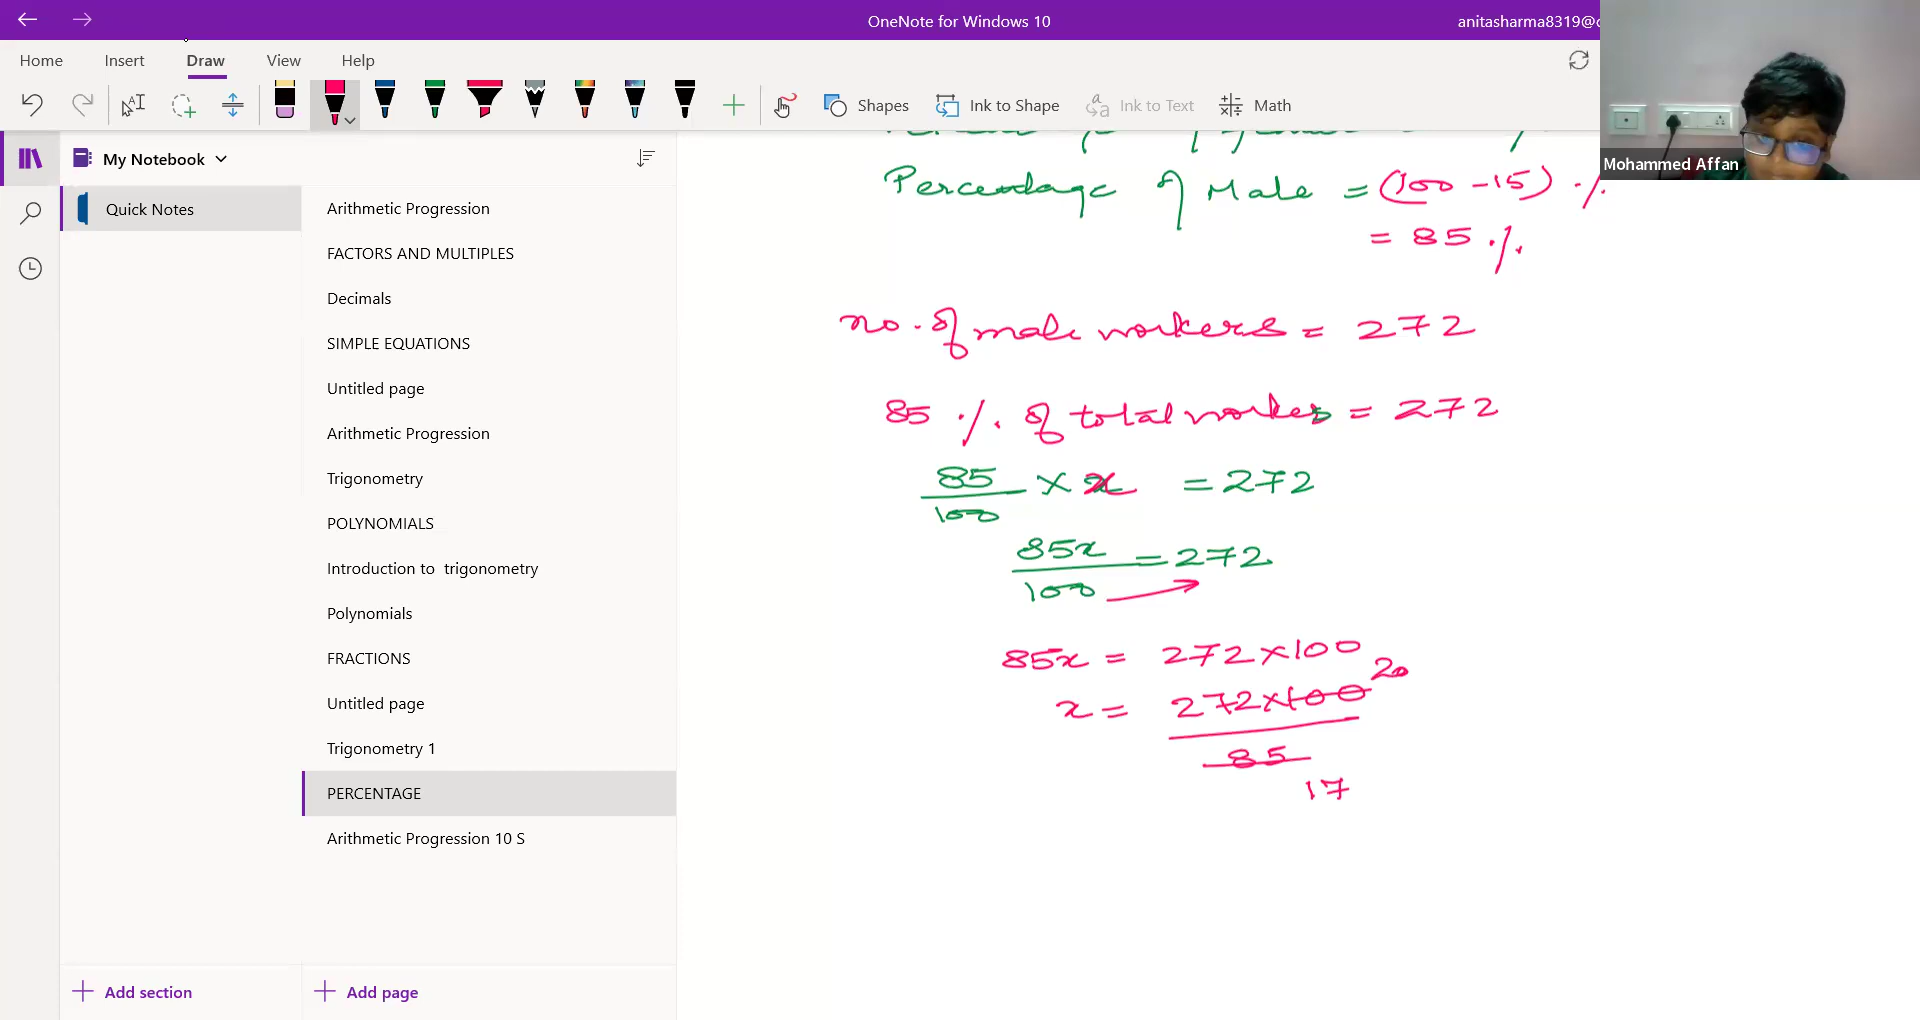 OneNote for Windows 10
anitasharma8319@
Home Insert Draw View Help
Shapes Ink to Shape Ink to Text Math
Mohammed Affan
My Notebook
Quick Notes
Arithmetic Progression
FACTORS AND MULTIPLES
Decimals
SIMPLE EQUATIONS
Untitled page
Arithmetic Progression
Trigonometry
POLYNOMIALS
Introduction to trigonometry
Polynomials
FRACTIONS
Untitled page
Trigonometry 1
PERCENTAGE
Arithmetic Progression 10 S
Add section
Add page
Percentage of Male = (100 - 15) %
= 85 %
no. of male workers = 272
85 % of total workers = 272
85/100 × x = 272
85x/100 = 272
85x = 272 × 100
x = 272 × 100 / 85
20
17